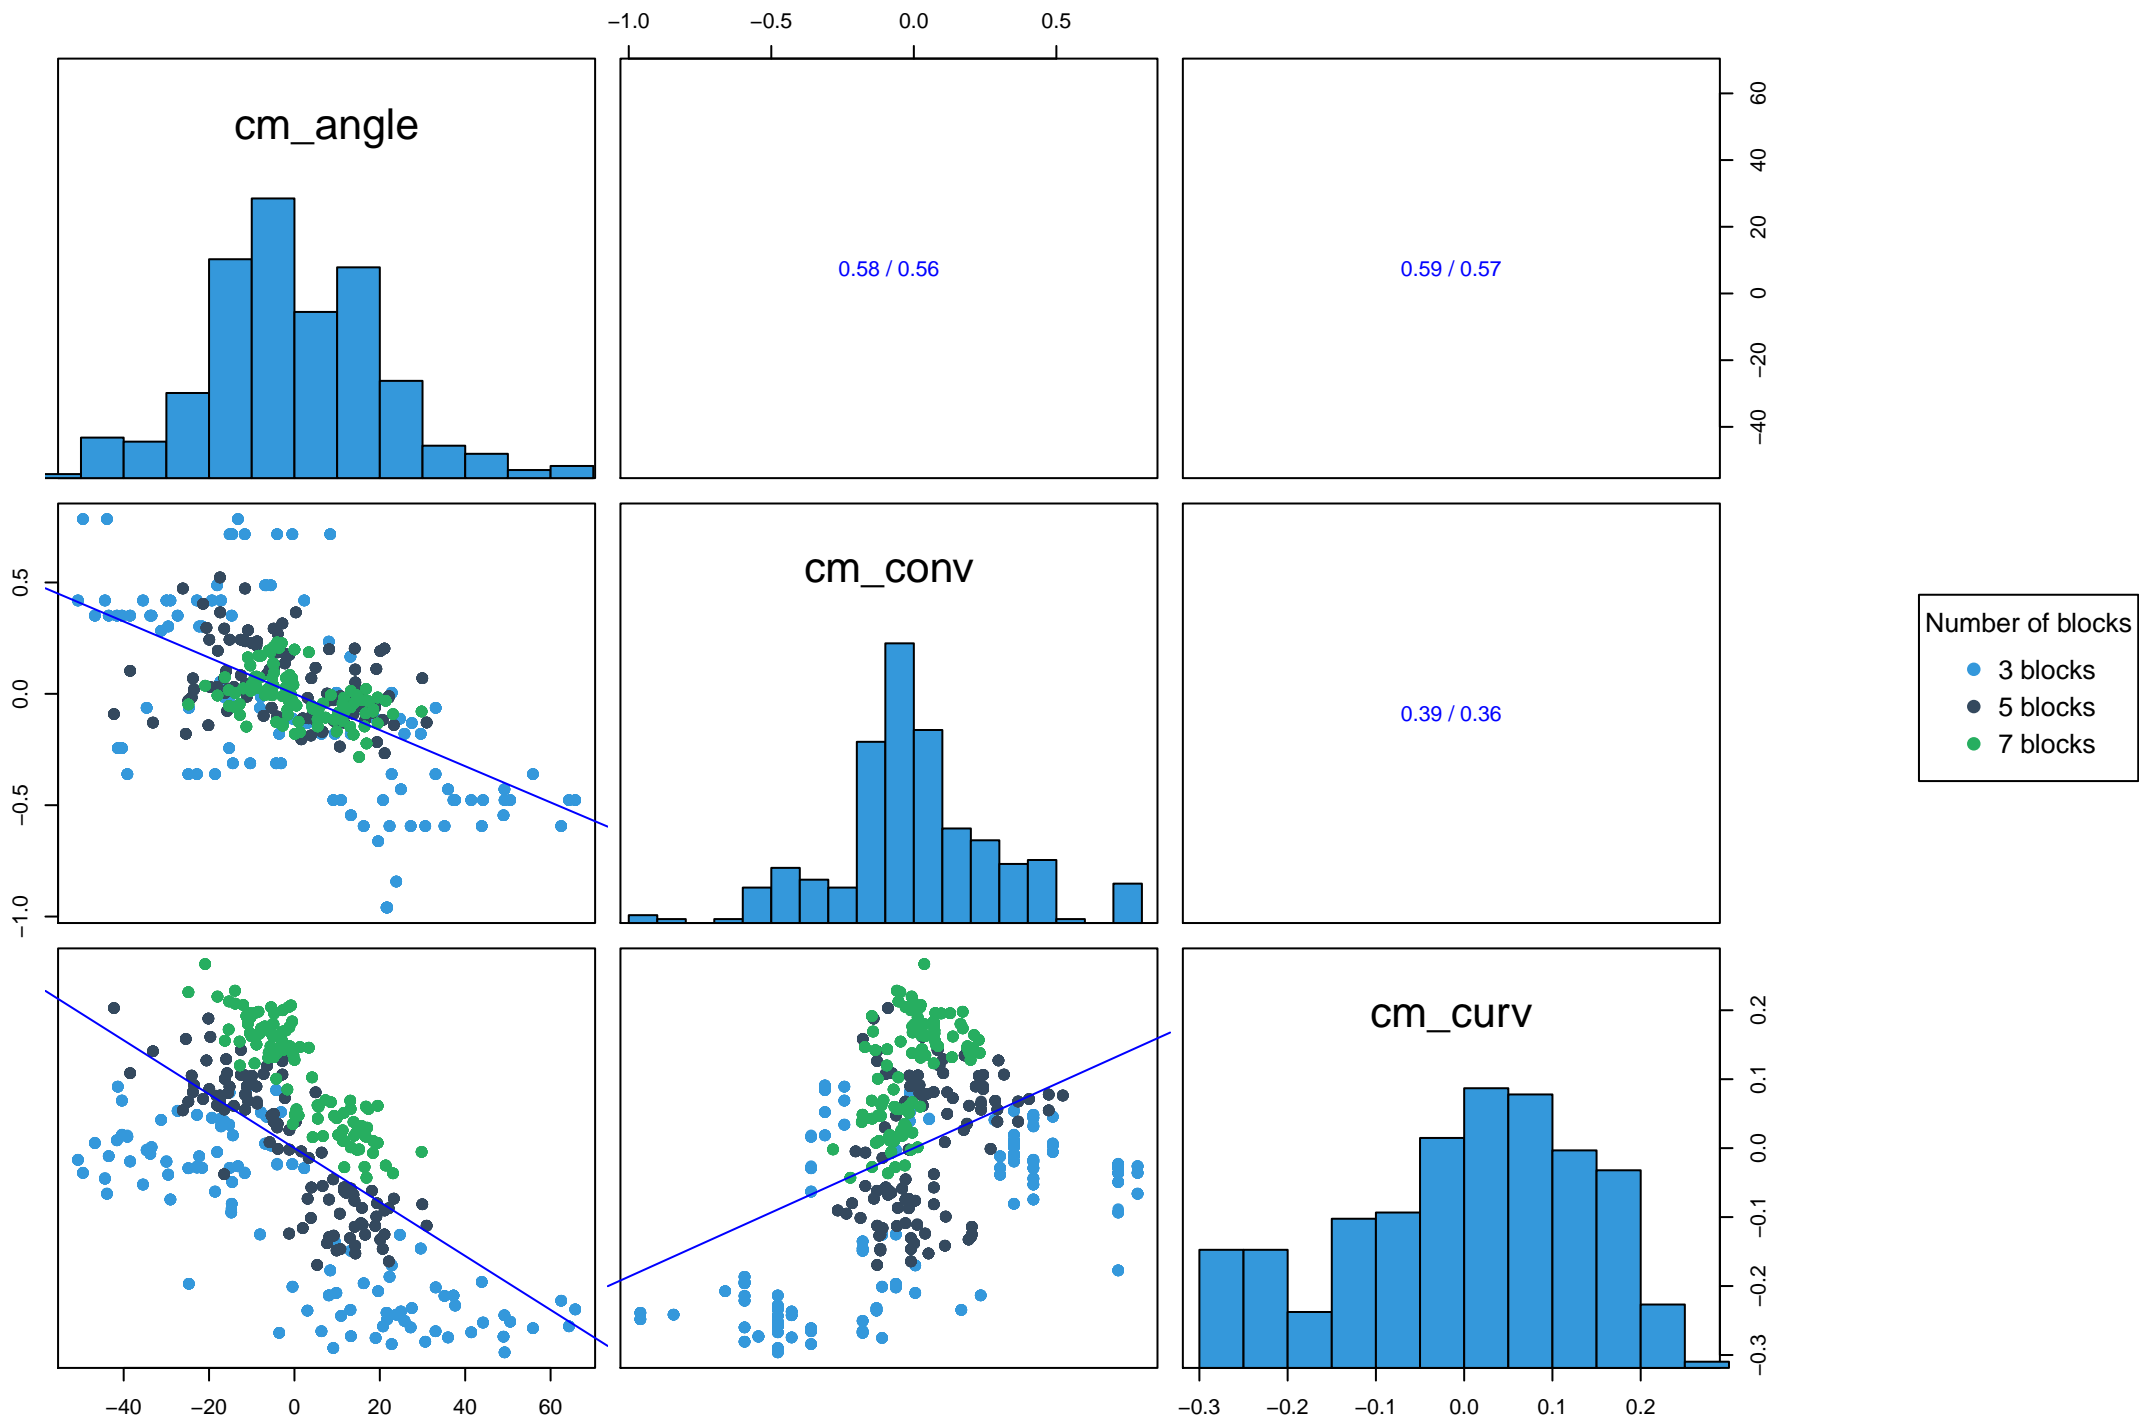 −1.0 −0.5 0.0 0.5
cm_angle
0.58 / 0.56
0.59 / 0.57
60
40
20
0
−20
−40
0.5
0.0
−0.5
−1.0
cm_conv
0.39 / 0.36
Number of blocks
3 blocks
5 blocks
7 blocks
cm_curv
0.2
0.1
0.0
−0.1
−0.2
−0.3
−40 −20 0 20 40 60
−0.3 −0.2 −0.1 0.0 0.1 0.2